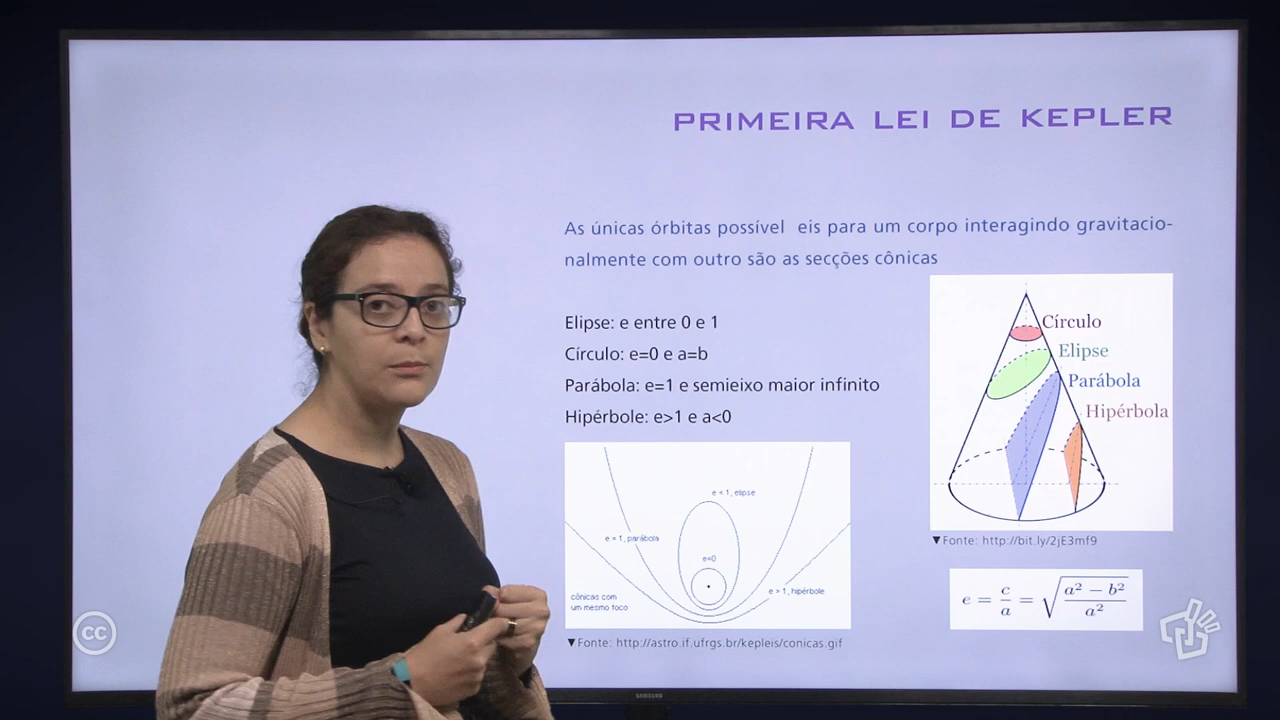 PRIMEIRA LEI DE KEPLER
As únicas órbitas possível eis para um corpo interagindo gravitacio-
nalmente com outro são as secções cônicas
Elipse: e entre 0 e 1
Círculo: e=0 e a=b
Parábola: e=1 e semieixo maior infinito
Hipérbole: e>1 e a<0
e < 1, elipse
e = 1, parábola
e=0
e > 1, hipérbole
cônicas com
um mesmo foco
▼Fonte: http://astro.if.ufrgs.br/kepleis/conicas.gif
Círculo
Elipse
Parábola
Hipérbola
▼Fonte: http://bit.ly/2jE3mf9
e = c/a = √((a² − b²)/a²)
cc
SAMSUNG